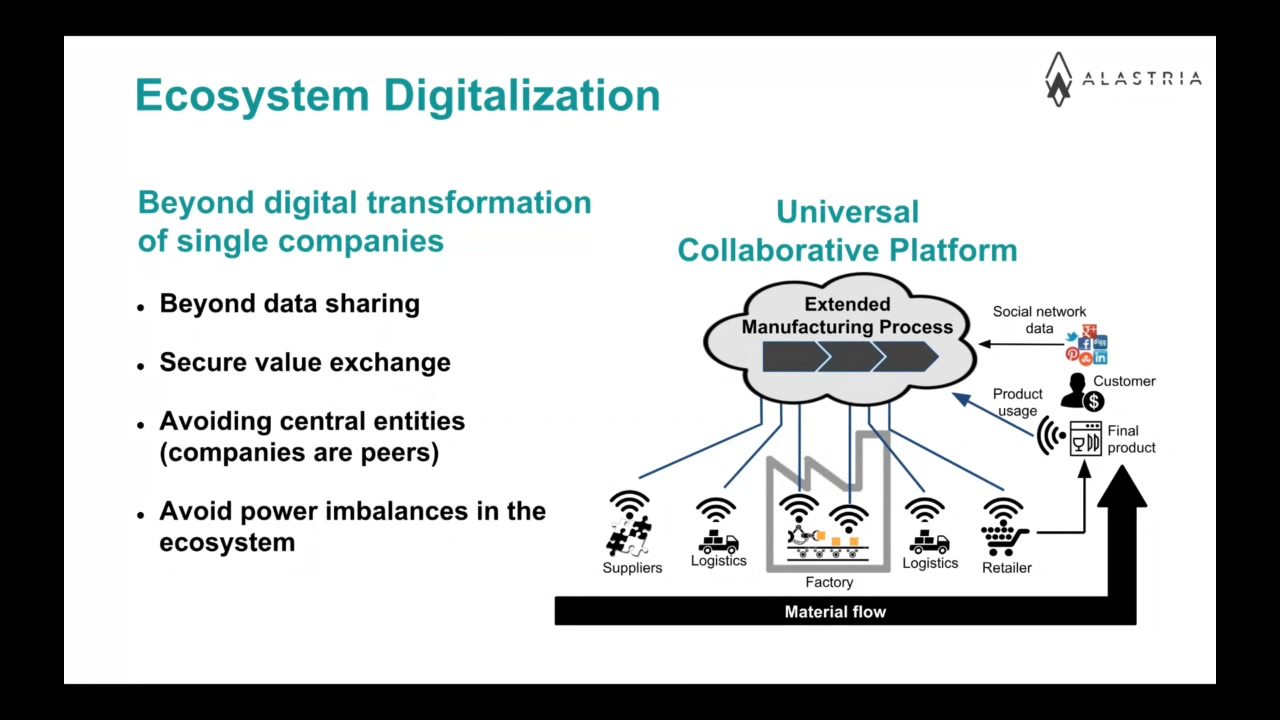 ALASTRIA
Ecosystem Digitalization
Beyond digital transformation
of single companies
• Beyond data sharing
• Secure value exchange
• Avoiding central entities
(companies are peers)
• Avoid power imbalances in the
ecosystem
Universal
Collaborative Platform
Extended
Manufacturing Process
Social network
data
g+
digg
f
in
Customer
$
Product
usage
Final
product
Suppliers
Logistics
Factory
Logistics
Retailer
Material flow